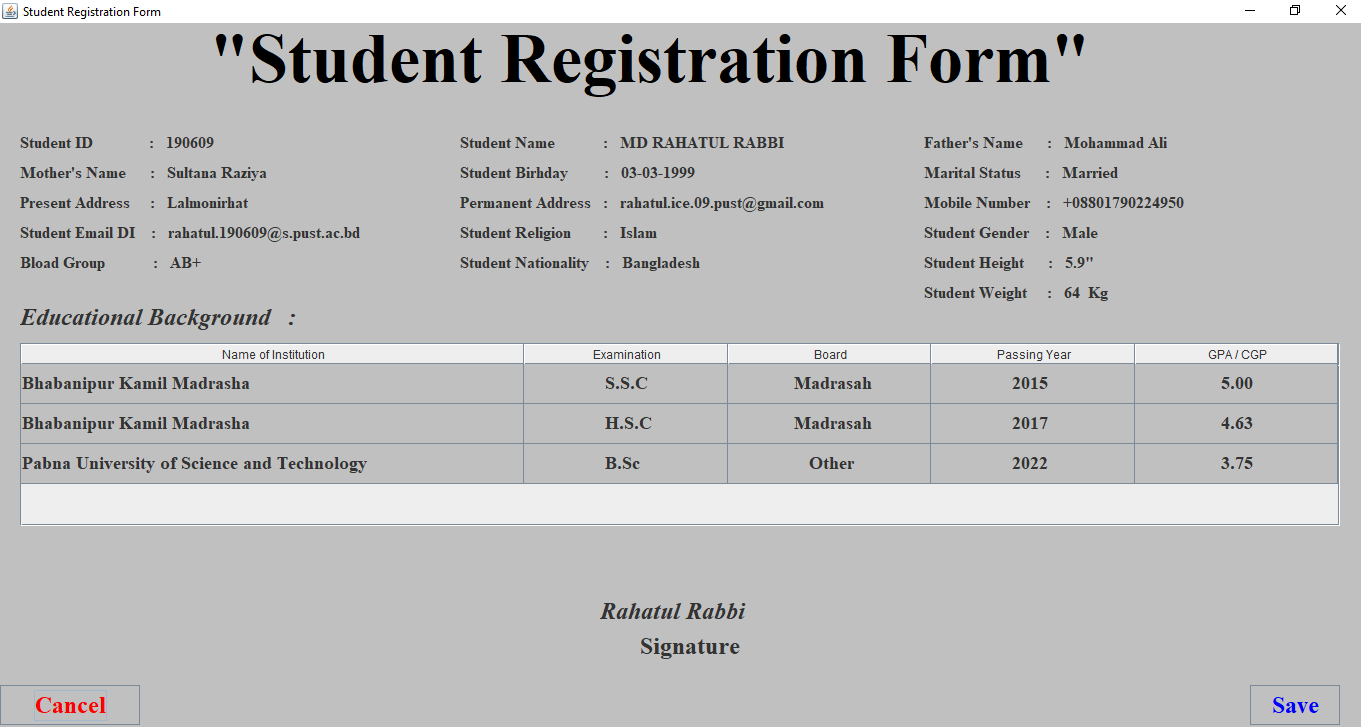 Student Registration Form
"Student Registration Form"
Student ID : 190609 Student Name : MD RAHATUL RABBI Father's Name : Mohammad Ali
Mother's Name : Sultana Raziya Student Birhday : 03-03-1999 Marital Status : Married
Present Address : Lalmonirhat Permanent Address : rahatul.ice.09.pust@gmail.com Mobile Number : +08801790224950
Student Email DI : rahatul.190609@s.pust.ac.bd Student Religion : Islam Student Gender : Male
Bload Group : AB+ Student Nationality : Bangladesh Student Height : 5.9"
Student Weight : 64 Kg
Educational Background :
Name of Institution Examination Board Passing Year GPA / CGP
Bhabanipur Kamil Madrasha S.S.C Madrasah 2015 5.00
Bhabanipur Kamil Madrasha H.S.C Madrasah 2017 4.63
Pabna University of Science and Technology B.Sc Other 2022 3.75
Rahatul Rabbi
Signature
Cancel Save